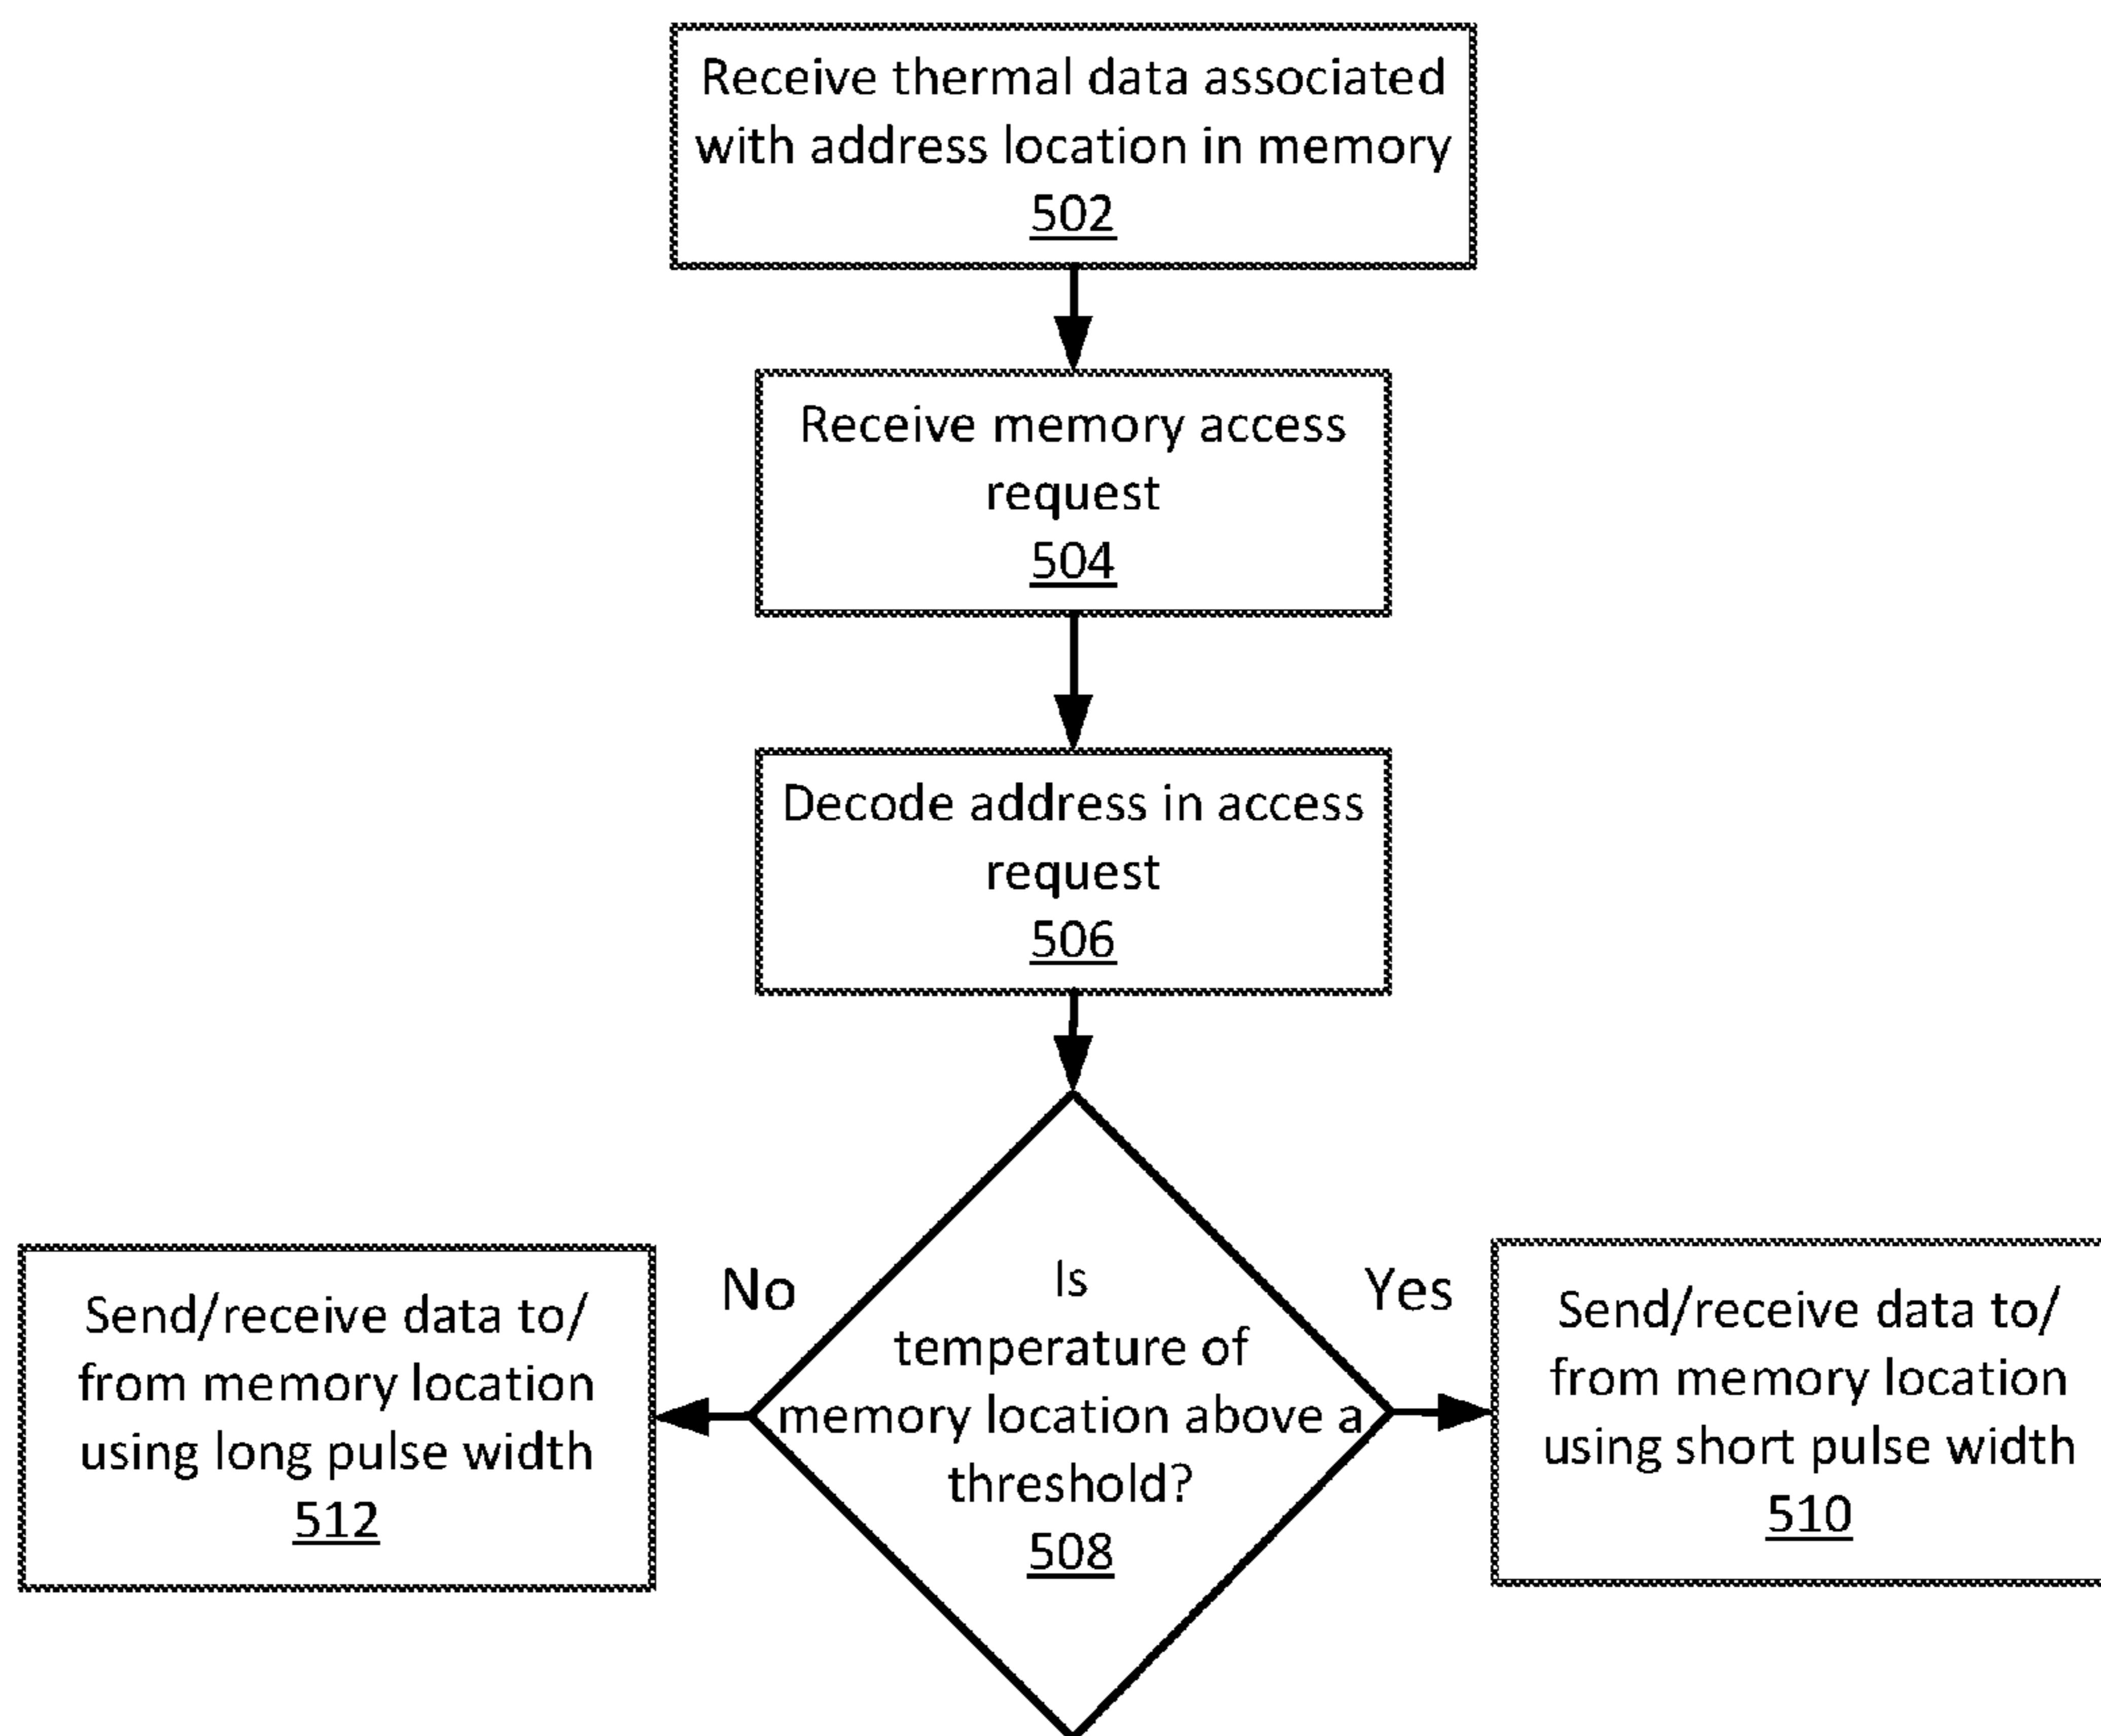 Receive thermal data associated
with address location in memory
502
Receive memory access
request
504
Decode address in access
request
506
Is
temperature of
memory location above a
threshold?
508
No
Send/receive data to/
from memory location
using long pulse width
512
Yes
Send/receive data to/
from memory location
using short pulse width
510